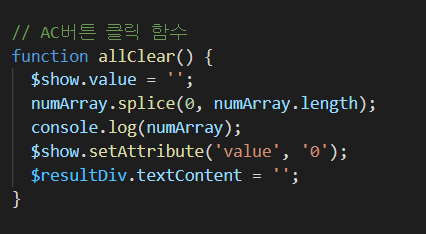 // AC버튼 클릭 함수
function allClear() {
  $show.value = '';
  numArray.splice(0, numArray.length);
  console.log(numArray);
  $show.setAttribute('value', '0');
  $resultDiv.textContent = '';
}